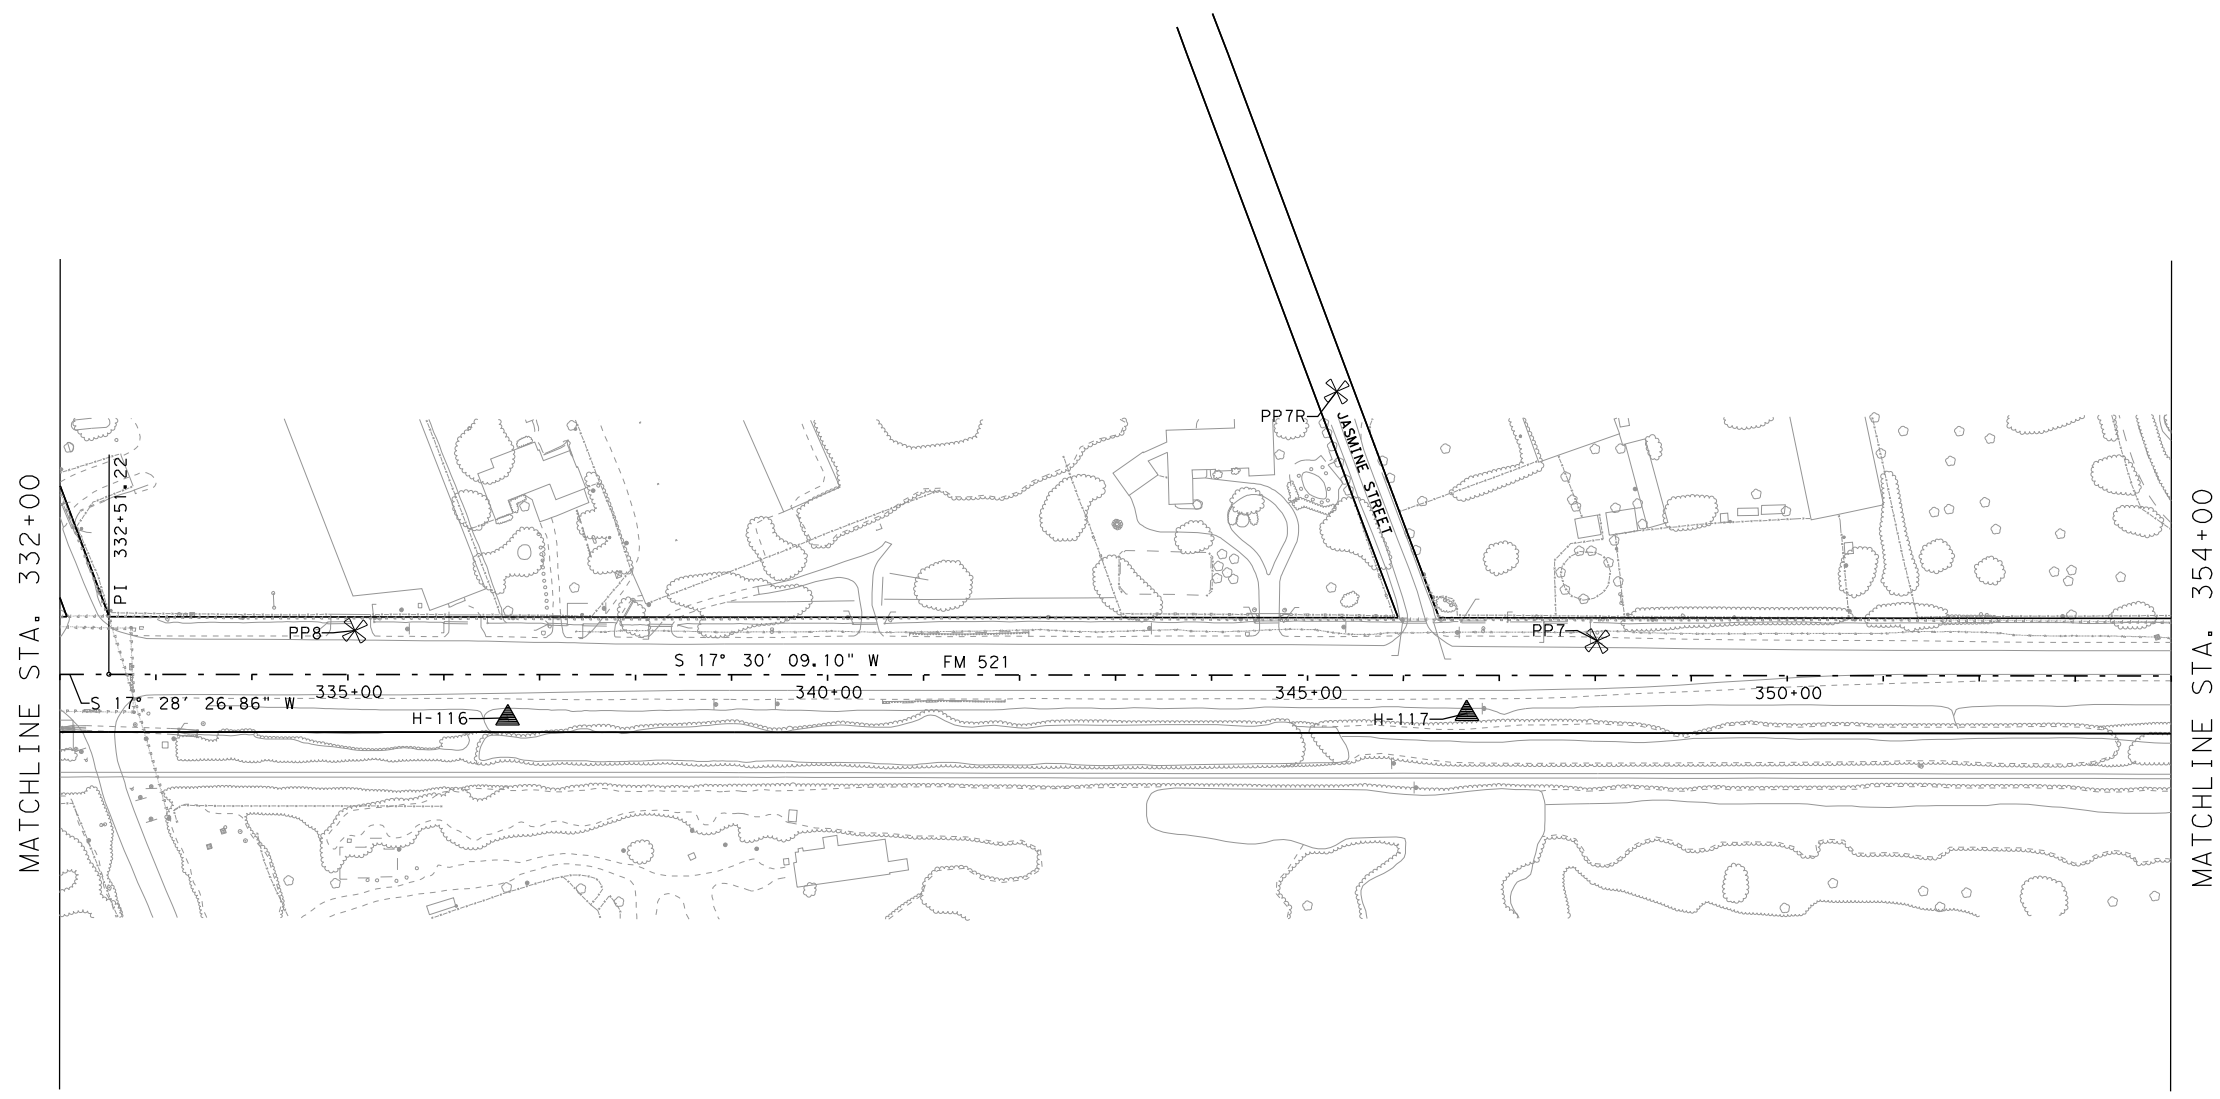 MATCHLINE STA. 332+00
PI 332+51.22
PP7R
JASMINE STREET
PP8
PP7
S 17° 30' 09.10" W
FM 521
335+00
340+00
345+00
350+00
S 17° 28' 26.86" W
H-116
H-117
MATCHLINE STA. 354+00